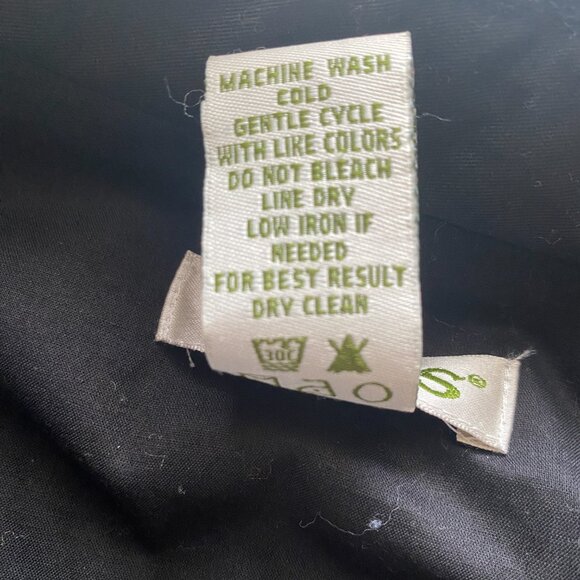 MACHINE WASH
COLD
GENTLE CYCLE
WITH LIKE COLORS
DO NOT BLEACH
LINE DRY
LOW IRON IF
NEEDED
FOR BEST RESULT
DRY CLEAN
30C